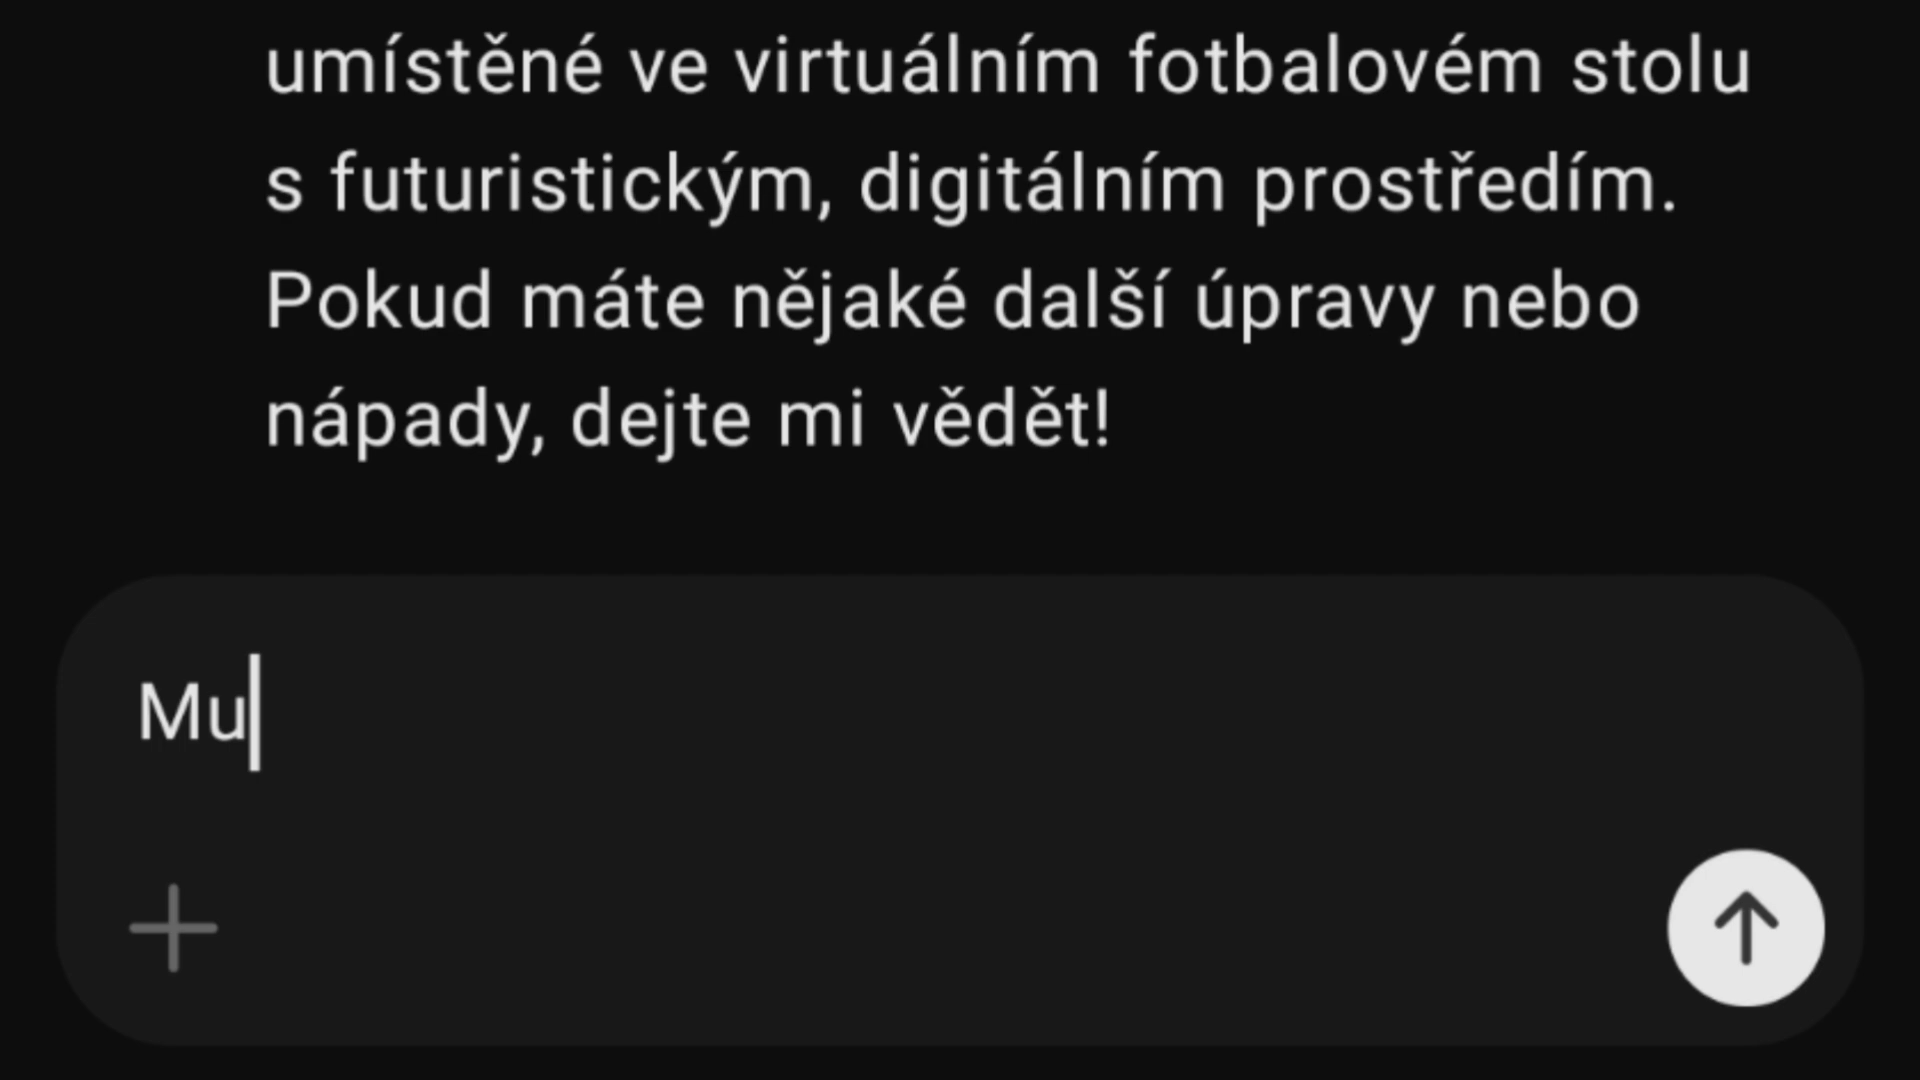 umístěné ve virtuálním fotbalovém stolu
s futuristickým, digitálním prostředím.
Pokud máte nějaké další úpravy nebo
nápady, dejte mi vědět!
Mu